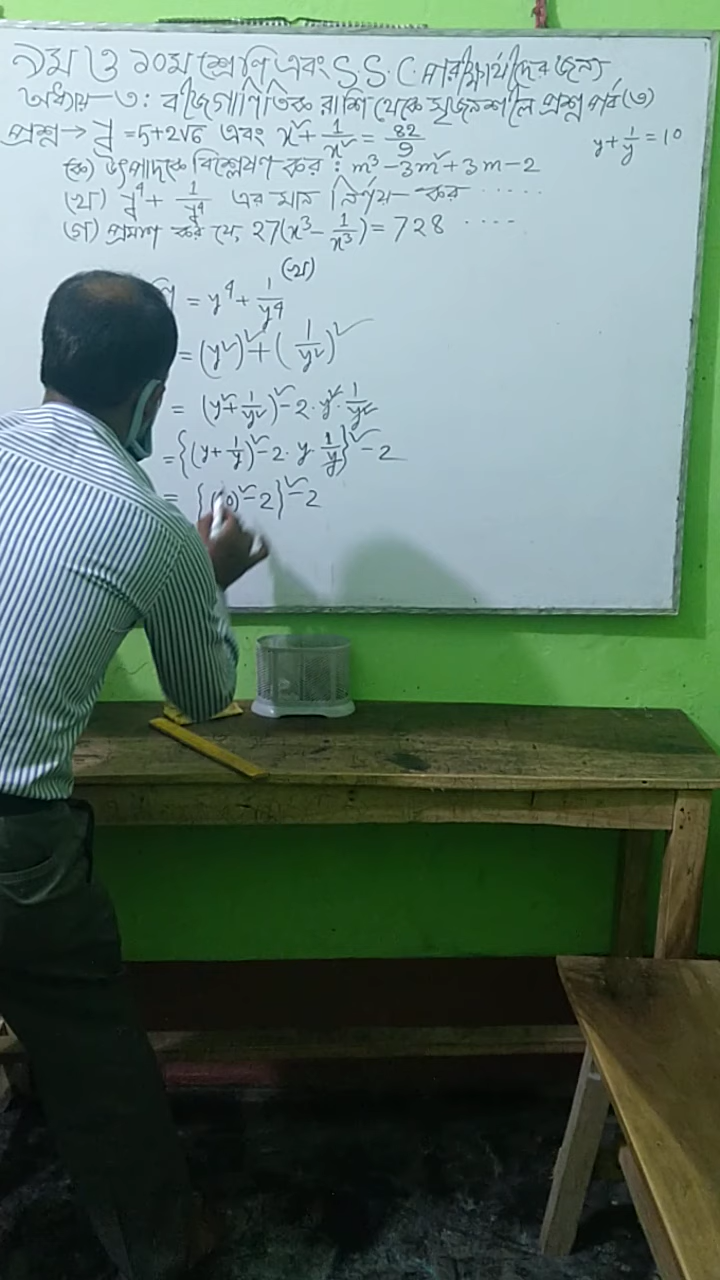 ৯ম ও ১০ম শ্রেণি এবং S.S.C. পরীক্ষার্থীদের জন্য
অধ্যায়-৩: বীজগাণিতিক রাশি থেকে সৃজনশীল প্রশ্ন পর্ব (৩)
প্রশ্ন → y = 5+2√6 এবং x² + 1/x² = 82/9
y + 1/y = 10
(ক) উৎপাদকে বিশ্লেষণ কর : m³ - 3m² + 3m - 2
(খ) y⁴ + 1/y⁴ এর মান নির্ণয় কর .....
(গ) প্রমাণ কর যে, 27(x³ - 1/x³) = 728 ....
(খ)
= y⁴ + 1/y⁴
= (y²)² + (1/y²)²
= (y² + 1/y²)² - 2·y²·1/y²
= {(y + 1/y)² - 2·y·1/y}² - 2
= {(10)² - 2}² - 2